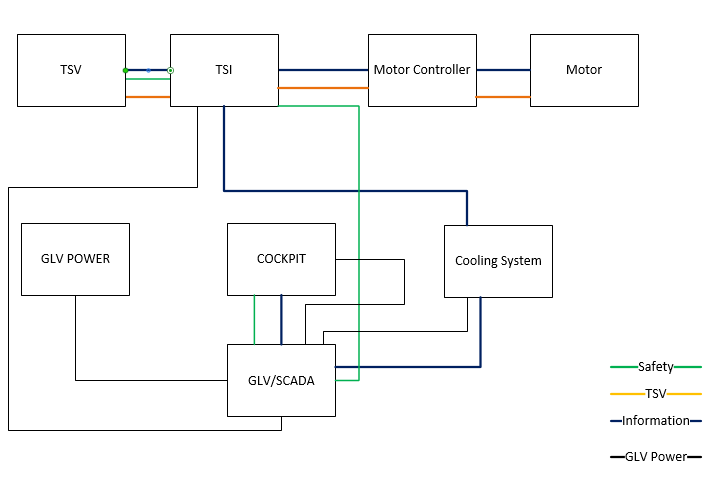 TSV
TSI
Motor Controller
Motor
GLV POWER
COCKPIT
Cooling System
GLV/SCADA
Safety
TSV
Information
GLV Power